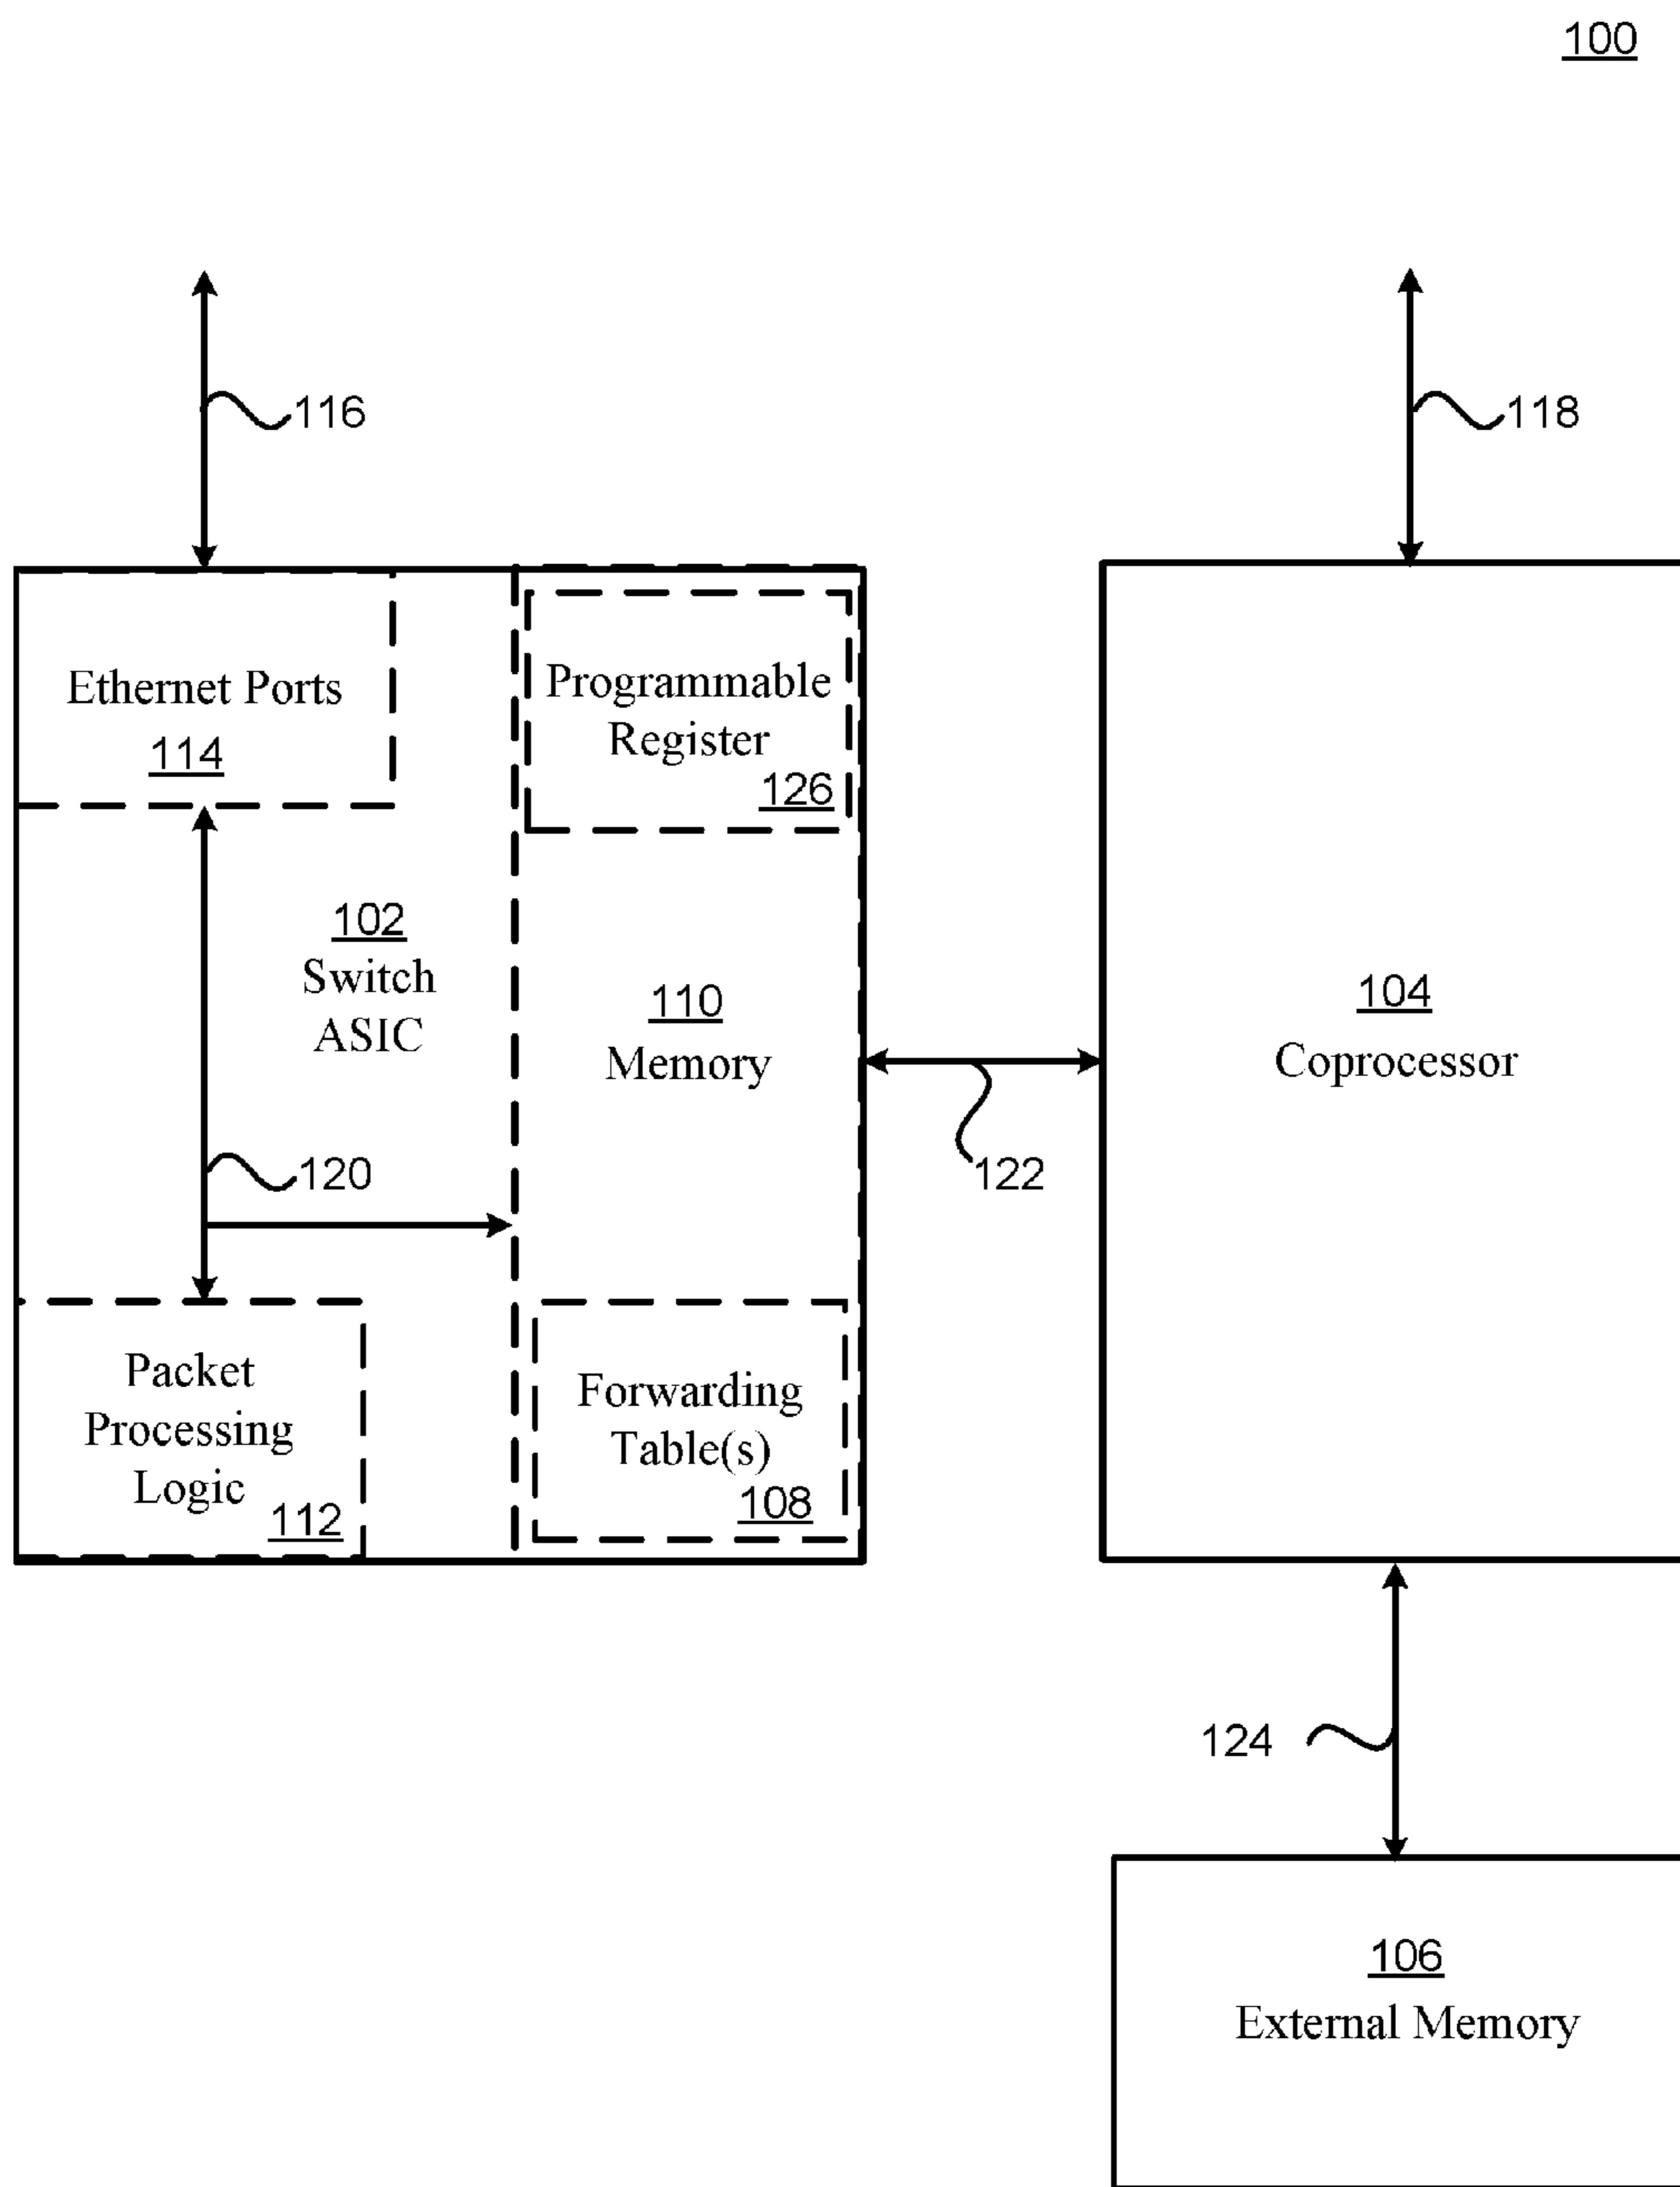 100
116
118
Ethernet Ports
114
Programmable
Register
126
102
Switch
ASIC
110
Memory
104
Coprocessor
120
122
Packet
Processing
Logic
112
Forwarding
Table(s)
108
124
106
External Memory